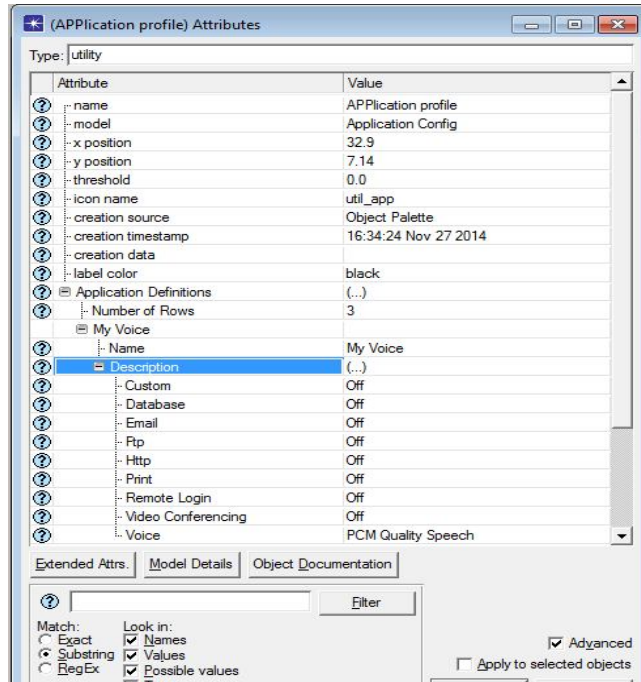 (APPlication profile) Attributes
Type: utility
Attribute Value
name APPlication profile
model Application Config
x position 32.9
y position 7.14
threshold 0.0
icon name util_app
creation source Object Palette
creation timestamp 16:34:24 Nov 27 2014
creation data
label color black
Application Definitions (...)
Number of Rows 3
My Voice
Name My Voice
Description (...)
Custom Off
Database Off
Email Off
Ftp Off
Http Off
Print Off
Remote Login Off
Video Conferencing Off
Voice PCM Quality Speech
Extended Attrs. Model Details Object Documentation
Filter
Match: Look in:
Exact Names
Substring Values
RegEx Possible values
Advanced
Apply to selected objects